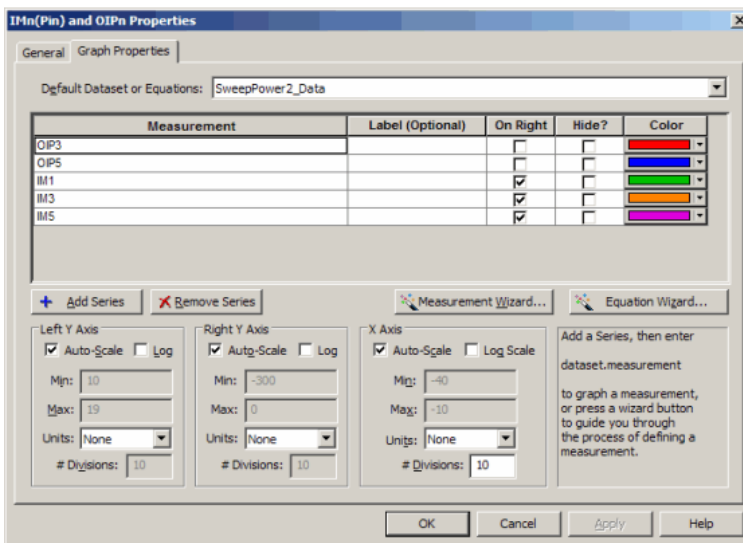 IMn(Pin) and OIPn Properties
General Graph Properties
Default Dataset or Equations: SweepPower2_Data
Measurement Label (Optional) On Right Hide? Color
OIP3
OIP5
IM1
IM3
IM5
Add Series Remove Series Measurement Wizard... Equation Wizard...
Left Y Axis
Auto-Scale Log
Min: 10
Max: 19
Units: None
# Divisions: 10
Right Y Axis
Auto-Scale Log
Min: -300
Max: 0
Units: None
# Divisions: 10
X Axis
Auto-Scale Log Scale
Min: -40
Max: -10
Units: None
# Divisions: 10
Add a Series, then enter
dataset.measurement
to graph a measurement,
or press a wizard button
to guide you through
the process of defining a
measurement.
OK Cancel Apply Help